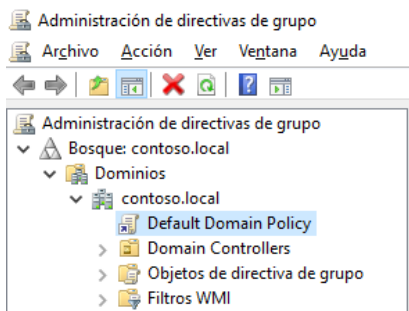 Administración de directivas de grupo
Archivo Acción Ver Ventana Ayuda
Administración de directivas de grupo
Bosque: contoso.local
Dominios
contoso.local
Default Domain Policy
Domain Controllers
Objetos de directiva de grupo
Filtros WMI